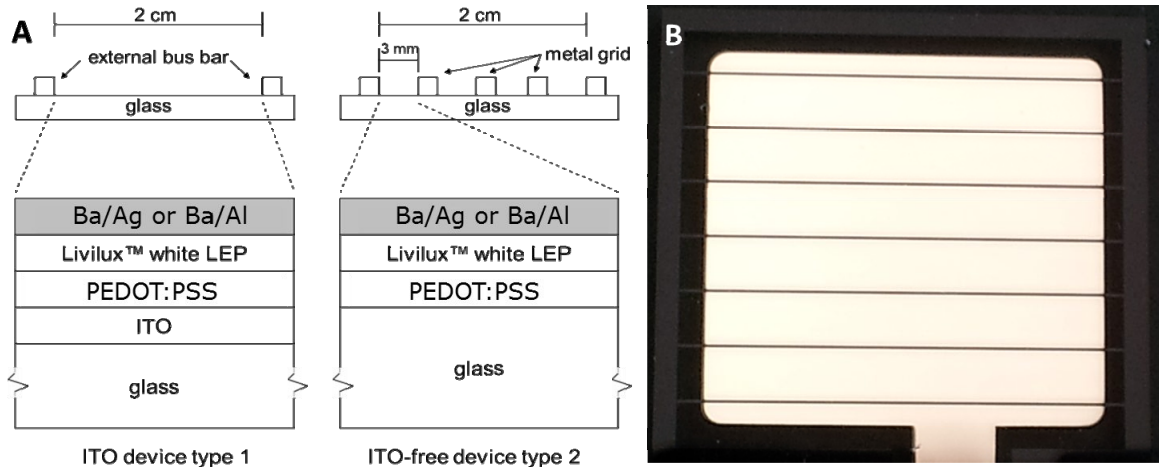 A
2 cm
external bus bar
glass
Ba/Ag or Ba/Al
Livilux™ white LEP
PEDOT:PSS
ITO
glass
ITO device type 1
2 cm
3 mm
metal grid
glass
Ba/Ag or Ba/Al
Livilux™ white LEP
PEDOT:PSS
glass
ITO-free device type 2
B